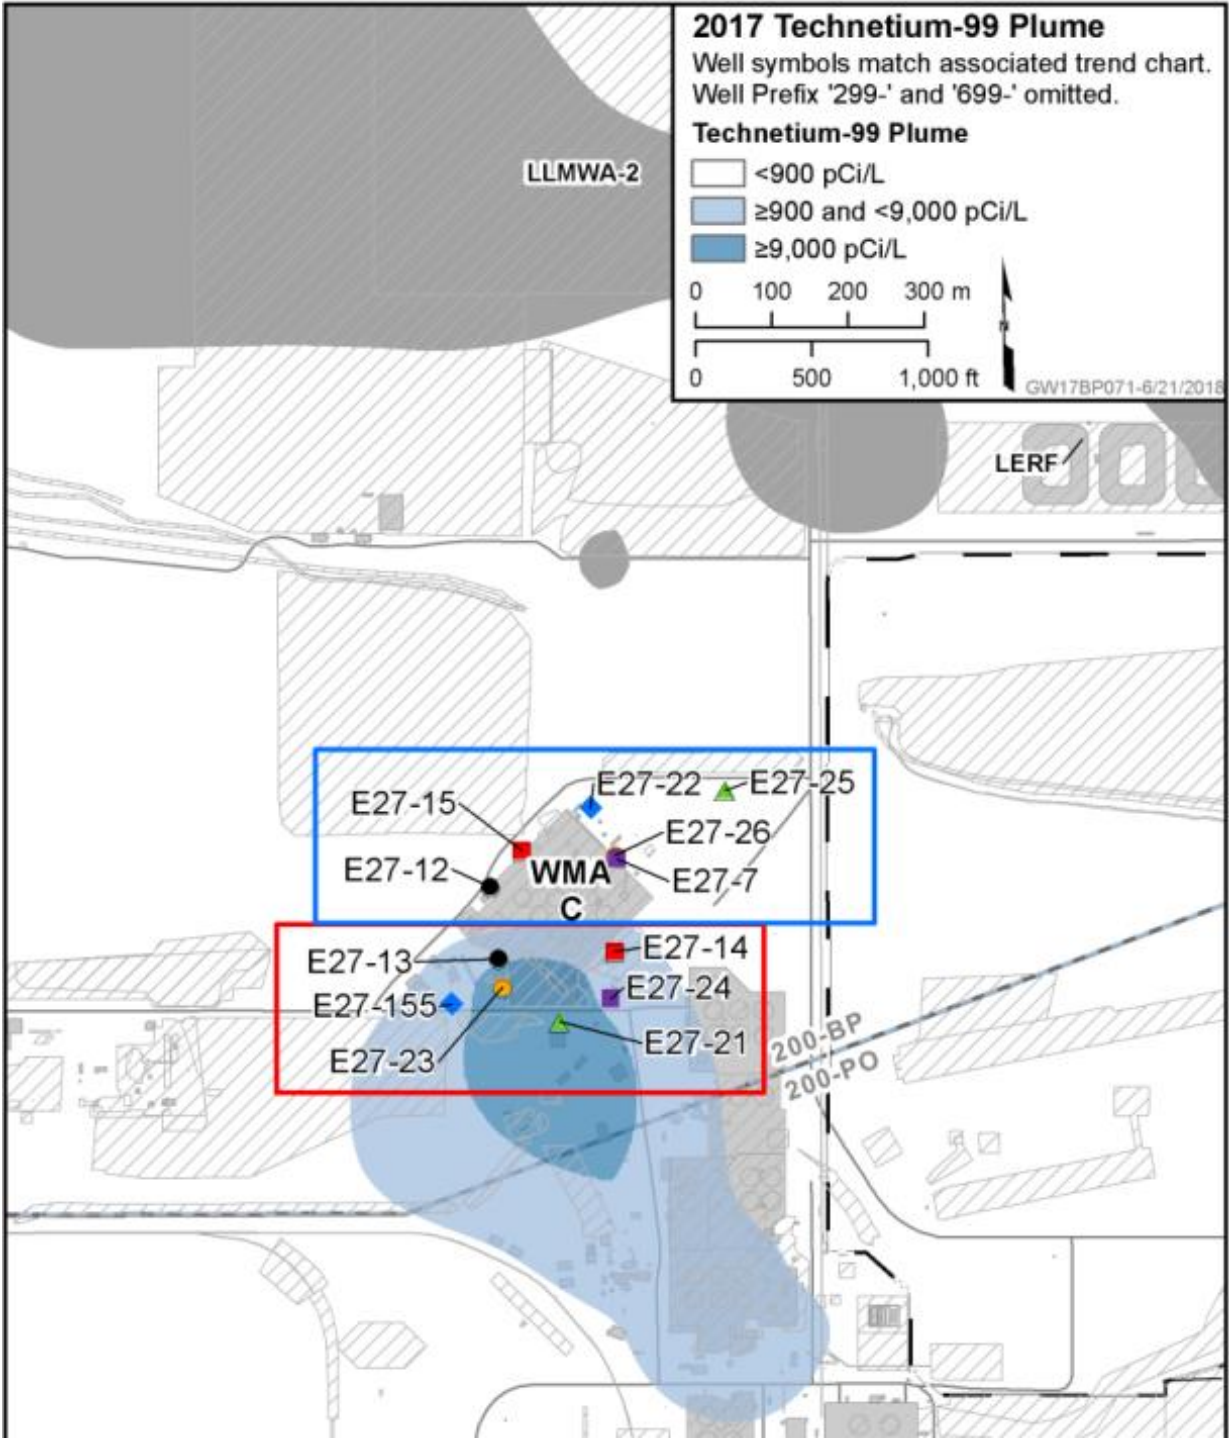 2017 Technetium-99 Plume
Well symbols match associated trend chart.
Well Prefix '299-' and '699-' omitted.
Technetium-99 Plume
<900 pCi/L
≥900 and <9,000 pCi/L
≥9,000 pCi/L
0 100 200 300 m
0 500 1,000 ft
GW17BP071-6/21/2018
LLMWA-2
LERF
E27-22
E27-25
E27-15
E27-26
E27-12
WMA
C
E27-7
E27-14
E27-13
E27-24
E27-155
E27-21
E27-23
200-BP
200-PO